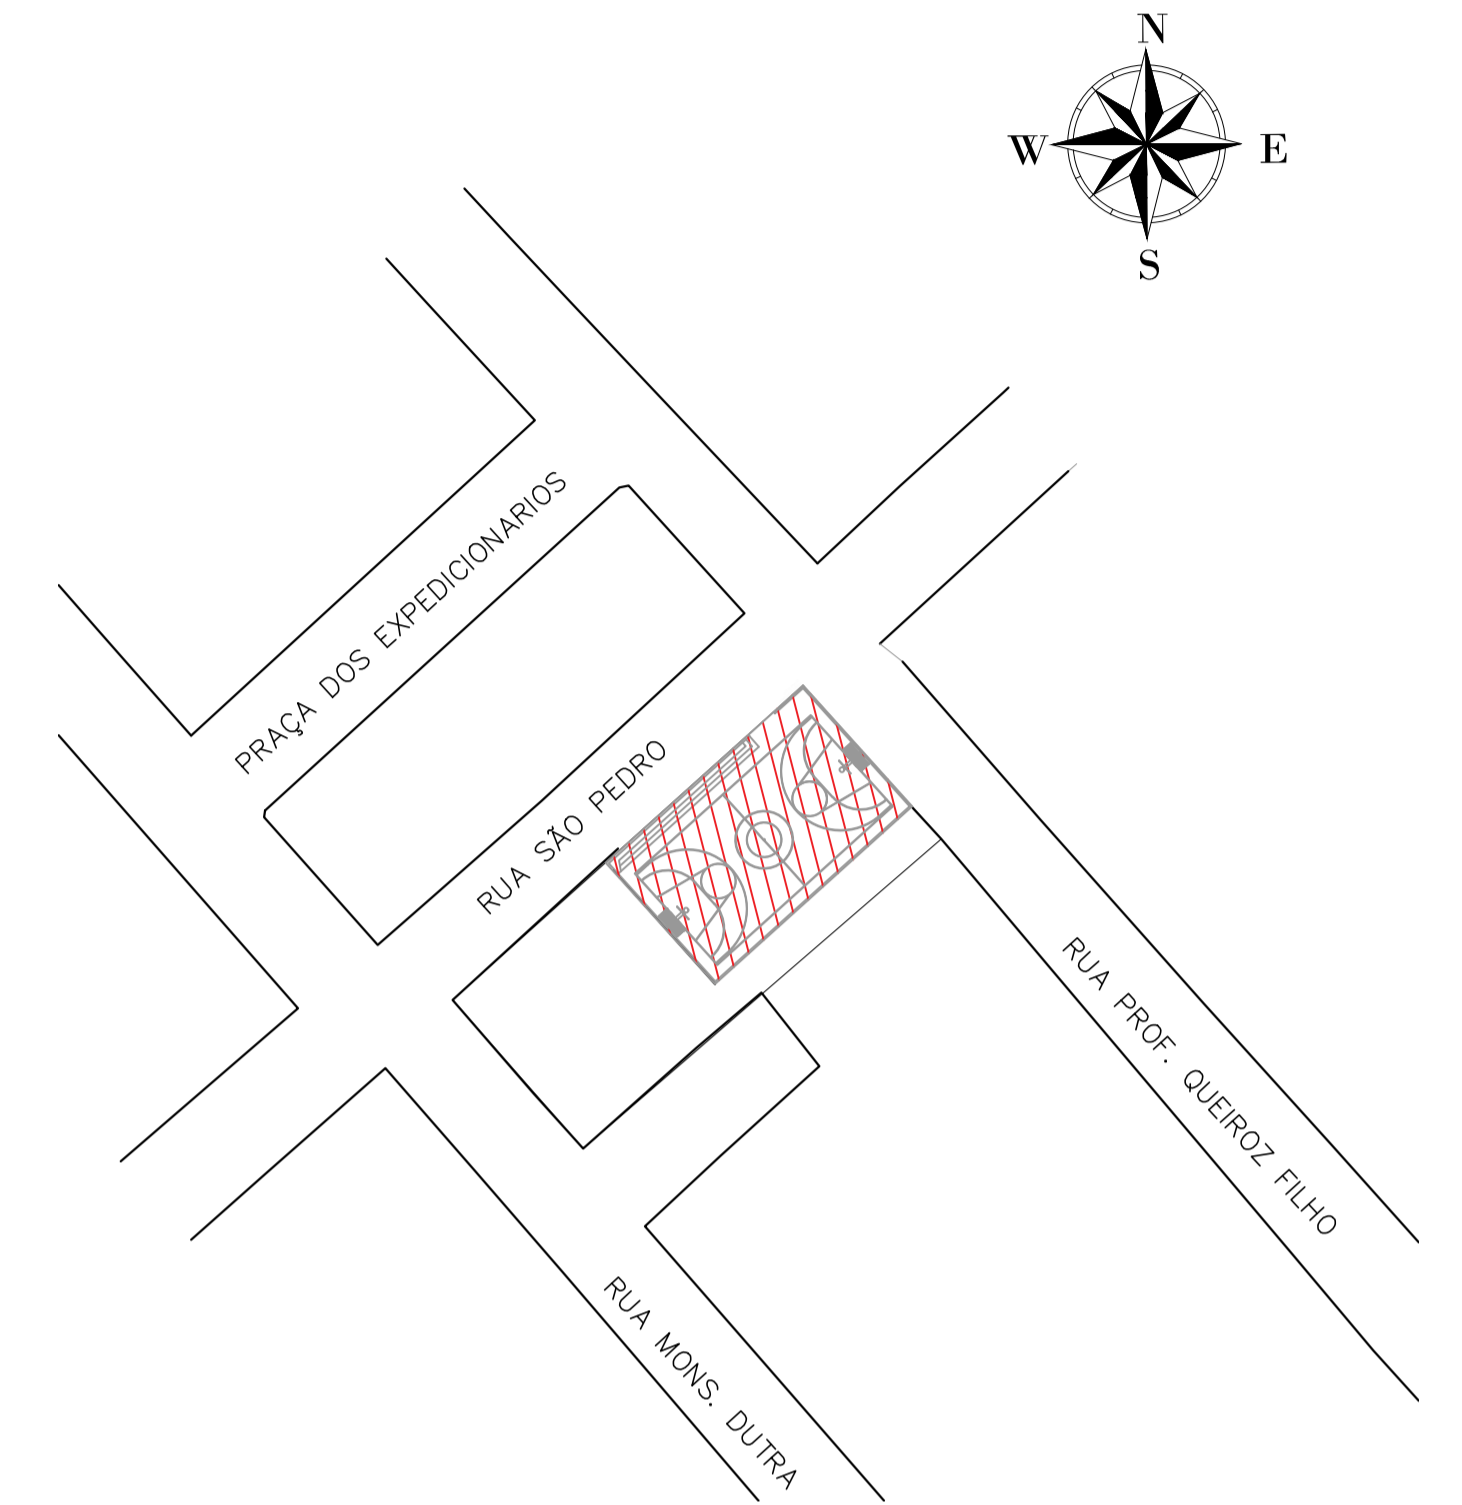 N
W
E
S
PRAÇA DOS EXPEDICIONARIOS
RUA SÃO PEDRO
RUA PROF. QUEIROZ FILHO
RUA MONS. DUTRA